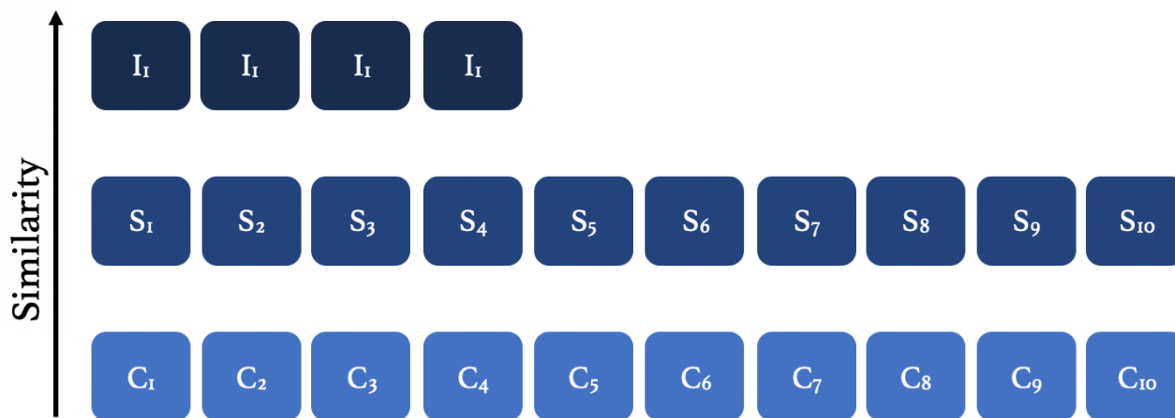 Similarity
I₁ I₁ I₁ I₁
S₁ S₂ S₃ S₄ S₅ S₆ S₇ S₈ S₉ S₁₀
C₁ C₂ C₃ C₄ C₅ C₆ C₇ C₈ C₉ C₁₀